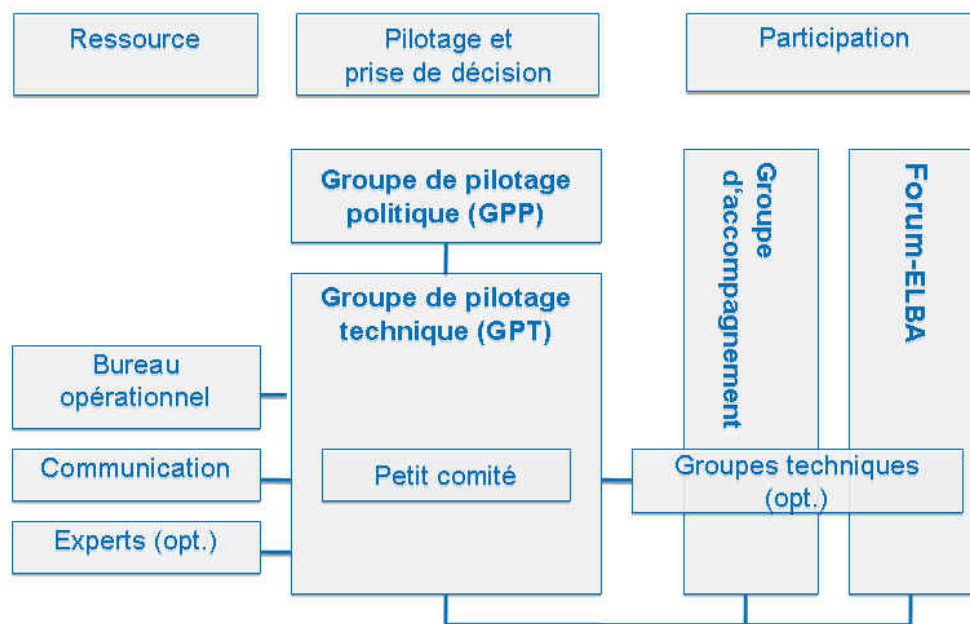 Ressource
Pilotage et
prise de décision
Participation
Groupe de pilotage
politique (GPP)
Groupe de pilotage
technique (GPT)
Bureau
opérationnel
Communication
Experts (opt.)
Petit comité
Groupe
d‘accompagnement
Forum-ELBA
Groupes techniques
(opt.)